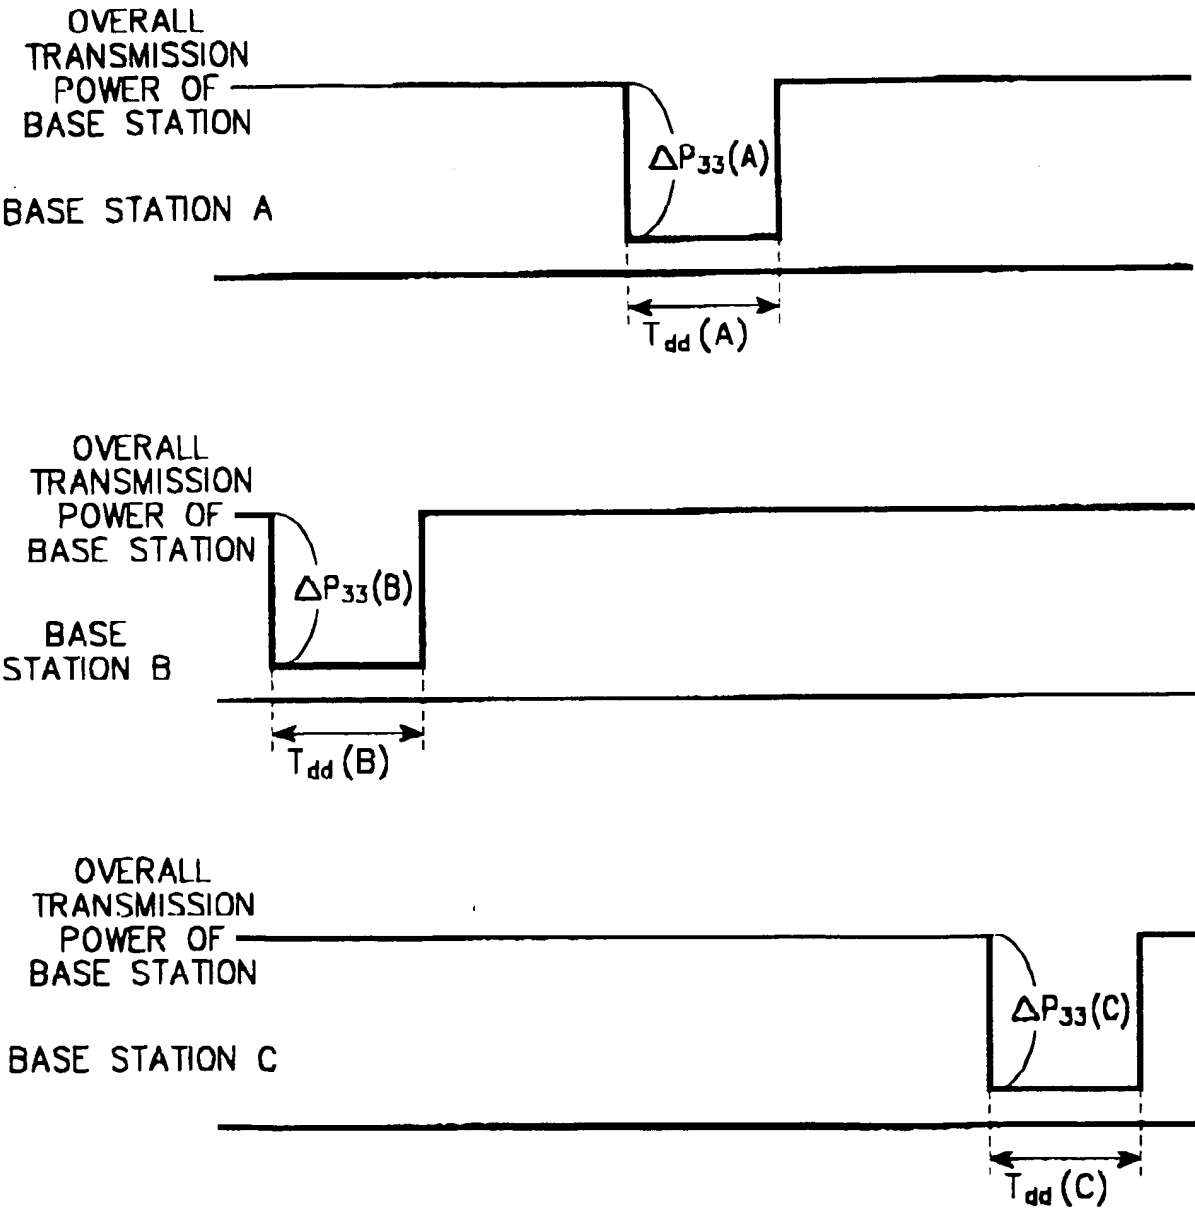 OVERALL
TRANSMISSION
POWER OF
BASE STATION
ΔP33(A)
BASE STATION A
Tdd(A)
OVERALL
TRANSMISSION
POWER OF
BASE STATION
ΔP33(B)
BASE
STATION B
Tdd(B)
OVERALL
TRANSMISSION
POWER OF
BASE STATION
ΔP33(C)
BASE STATION C
Tdd(C)